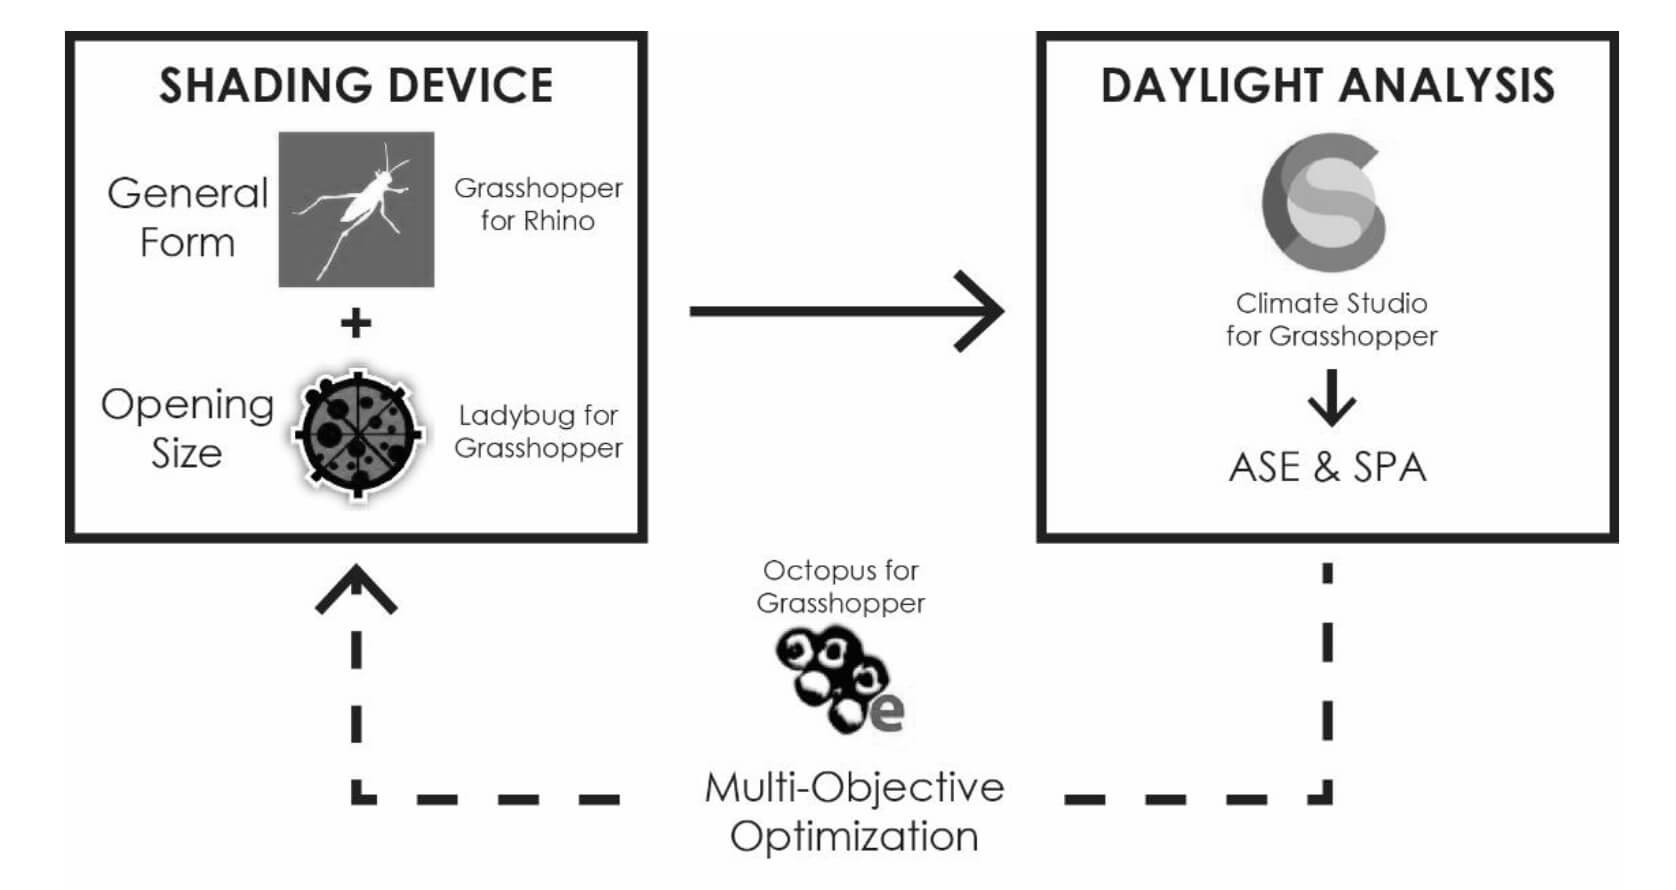 SHADING DEVICE
General
Form
Grasshopper
for Rhino
+
Opening
Size
Ladybug for
Grasshopper
DAYLIGHT ANALYSIS
CS
Climate Studio
for Grasshopper
ASE & SPA
Octopus for
Grasshopper
e
Multi-Objective
Optimization